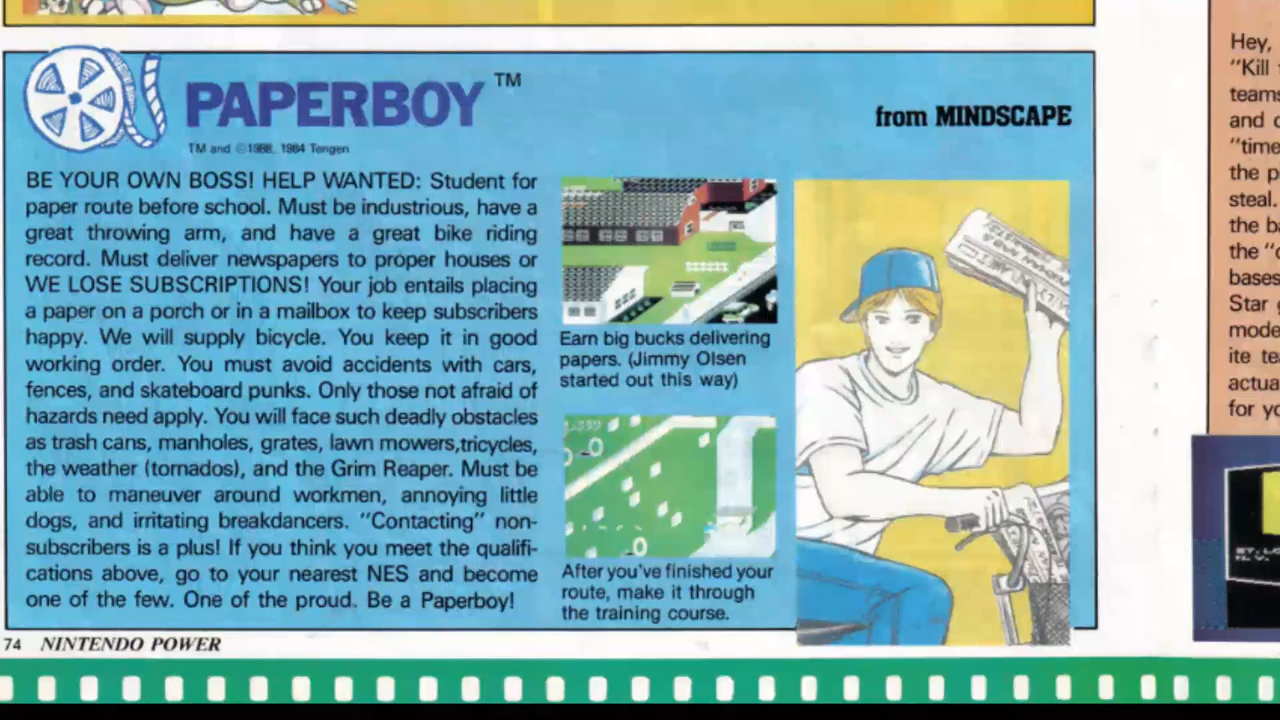 PAPERBOY™
from MINDSCAPE
TM and ©1988, 1984 Tengen
BE YOUR OWN BOSS! HELP WANTED: Student for
paper route before school. Must be industrious, have a
great throwing arm, and have a great bike riding
record. Must deliver newspapers to proper houses or
WE LOSE SUBSCRIPTIONS! Your job entails placing
a paper on a porch or in a mailbox to keep subscribers
happy. We will supply bicycle. You keep it in good
working order. You must avoid accidents with cars,
fences, and skateboard punks. Only those not afraid of
hazards need apply. You will face such deadly obstacles
as trash cans, manholes, grates, lawn mowers,tricycles,
the weather (tornados), and the Grim Reaper. Must be
able to maneuver around workmen, annoying little
dogs, and irritating breakdancers. "Contacting" non-
subscribers is a plus! If you think you meet the qualifi-
cations above, go to your nearest NES and become
one of the few. One of the proud. Be a Paperboy!
Earn big bucks delivering
papers. (Jimmy Olsen
started out this way)
After you've finished your
route, make it through
the training course.
74 NINTENDO POWER
Hey,
"Kill
teams
and
"time
the
steal.
the
the
bases
Star
mode
ite
actua
for